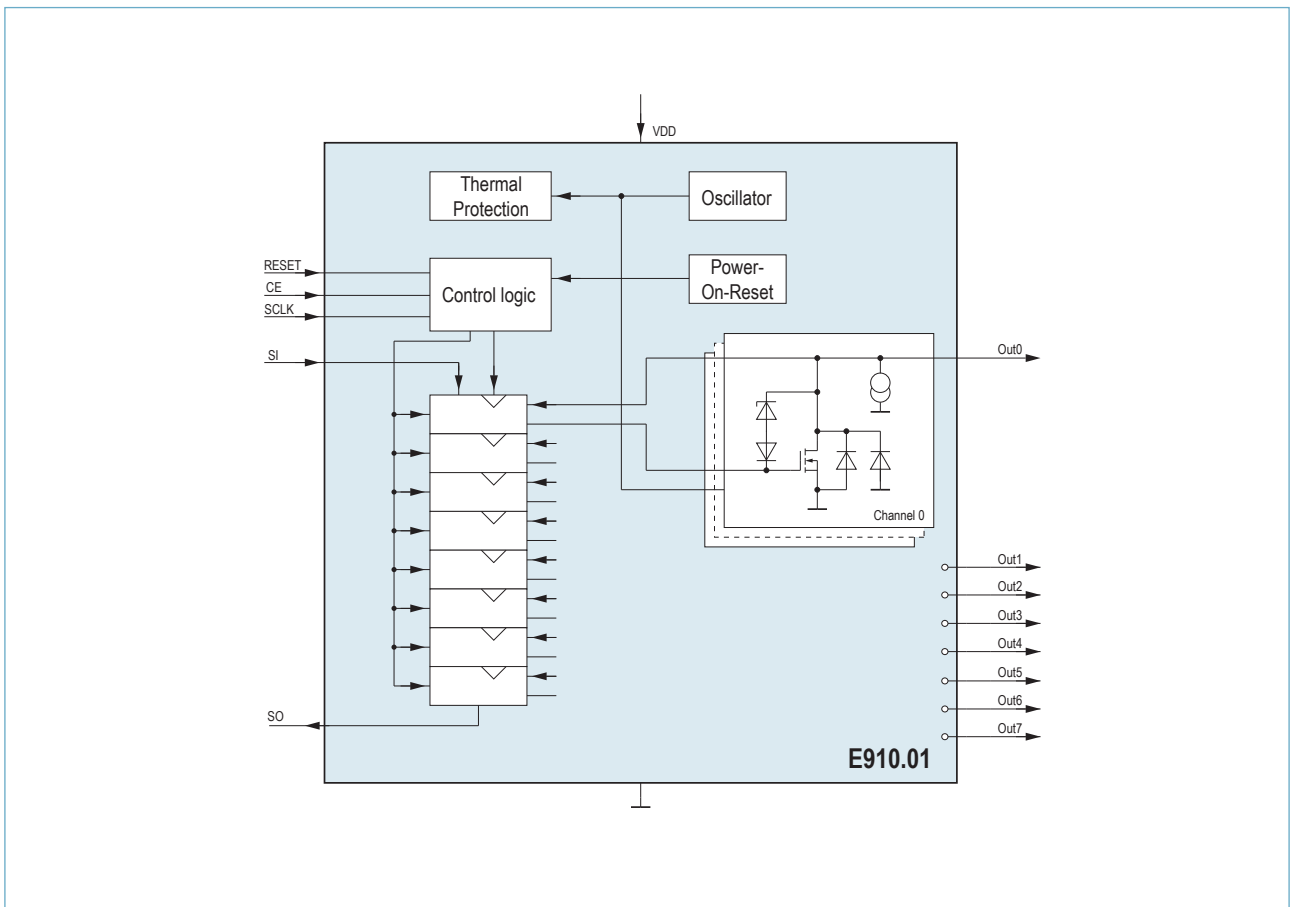 VDD
Thermal
Protection
Oscillator
RESET
CE
SCLK
Control logic
Power-
On-Reset
SI
Out0
Channel 0
Out1
Out2
Out3
Out4
Out5
Out6
SO
Out7
E910.01